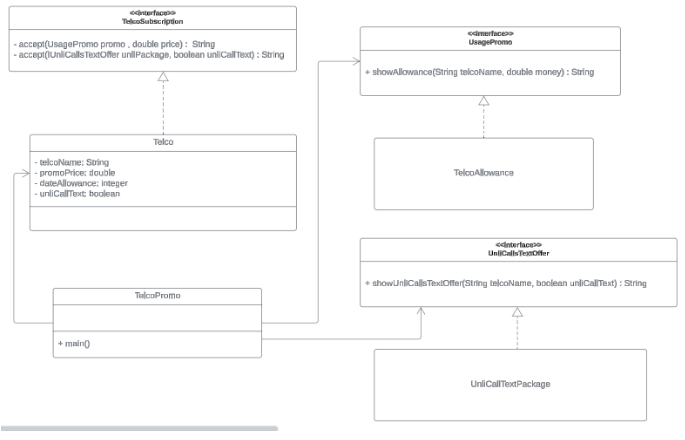 <<interface>>
TelcoSubscription
- accept(UsagePromo promo , double price) : String
- accept(IUnliCallsTextOffer unliPackage, boolean unliCallText) : String
<<interface>>
UsagePromo
+ showAllowance(String telcoName, double money) : String
Telco
- telcoName: String
- promoPrice: double
- dateAllowance: integer
- unliCallText: boolean
TelcoAllowance
<<interface>>
UnliCallsTextOffer
+ showUnliCallsTextOffer(String telcoName, boolean unliCallText) : String
TelcoPromo
+ main()
UnliCallTextPackage